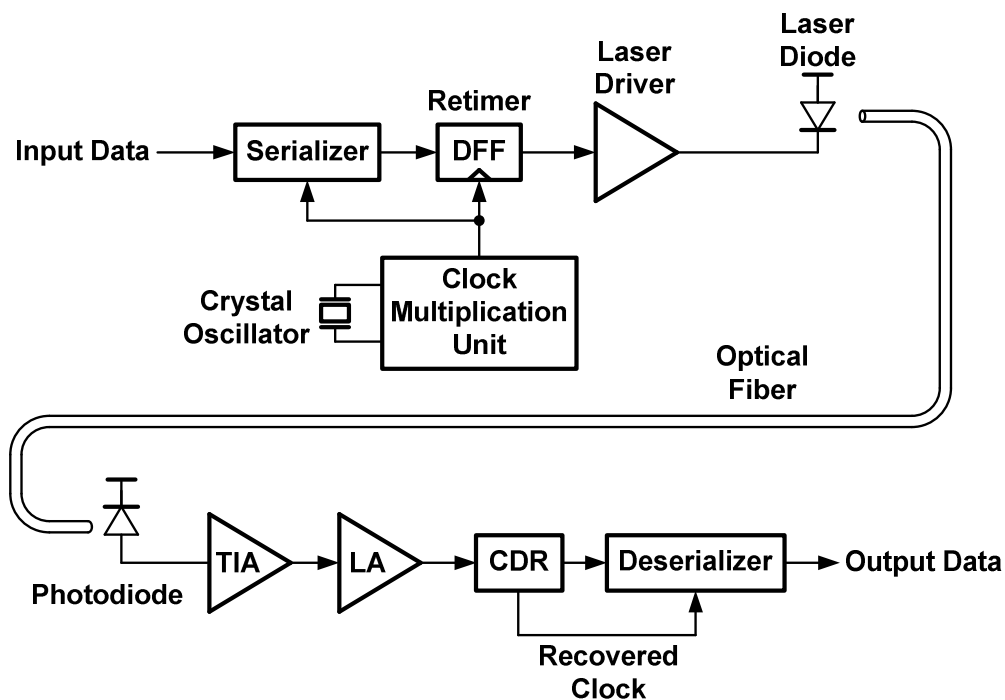 Laser
Diode
Laser
Driver
Retimer
Input Data
Serializer
DFF
Clock
Multiplication
Unit
Crystal
Oscillator
Optical
Fiber
Photodiode
TIA
LA
CDR
Deserializer
Output Data
Recovered
Clock